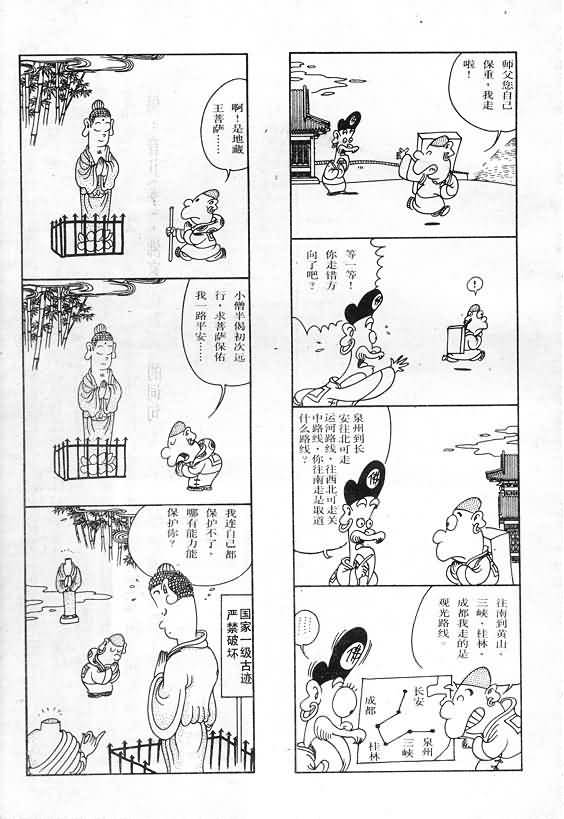 师父您自己
保重，我走
啦！
等一等！
你走错方
向了吧？
！
佛
泉州到长
安往北可走
运河路线，往西北可走关
中路线，你往南走是取道
什么路线？
佛
往南到黄山。
三峡，桂林、
成都我走的是
观光路线。
佛
长安
成都
桂林
三峡
泉州
啊！是地藏
王菩萨……
小僧半偈初次远
行，求菩萨保佑
我一路平安……
我连自己都
保护不了。
哪有能力能
保护你？
国家一级古迹
严禁破坏